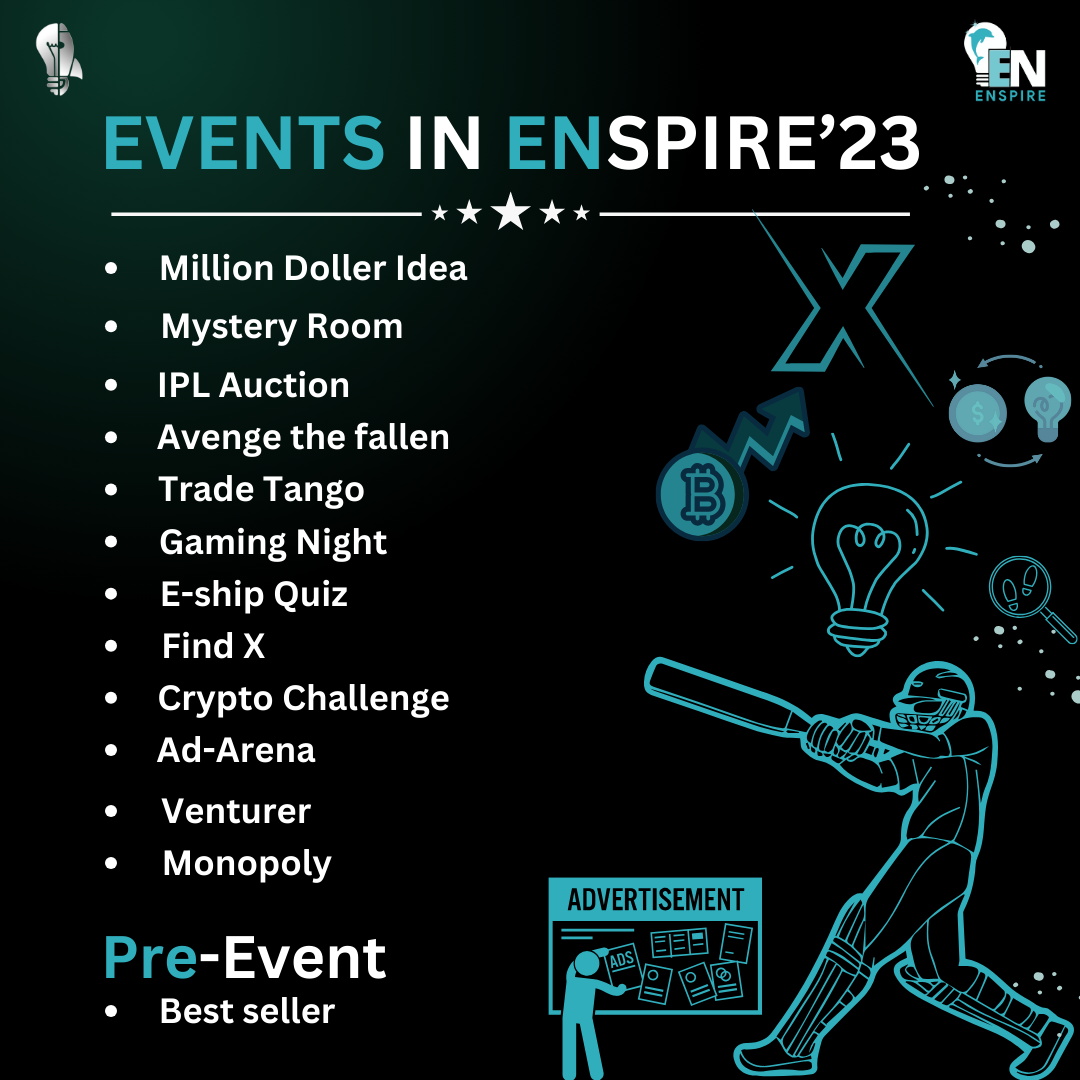 EN
ENSPIRE
EVENTS IN ENSPIRE’23
• Million Doller Idea
• Mystery Room
• IPL Auction
• Avenge the fallen
• Trade Tango
• Gaming Night
• E-ship Quiz
• Find X
• Crypto Challenge
• Ad-Arena
• Venturer
• Monopoly
X
$
ADVERTISEMENT
ADS
Pre-Event
• Best seller